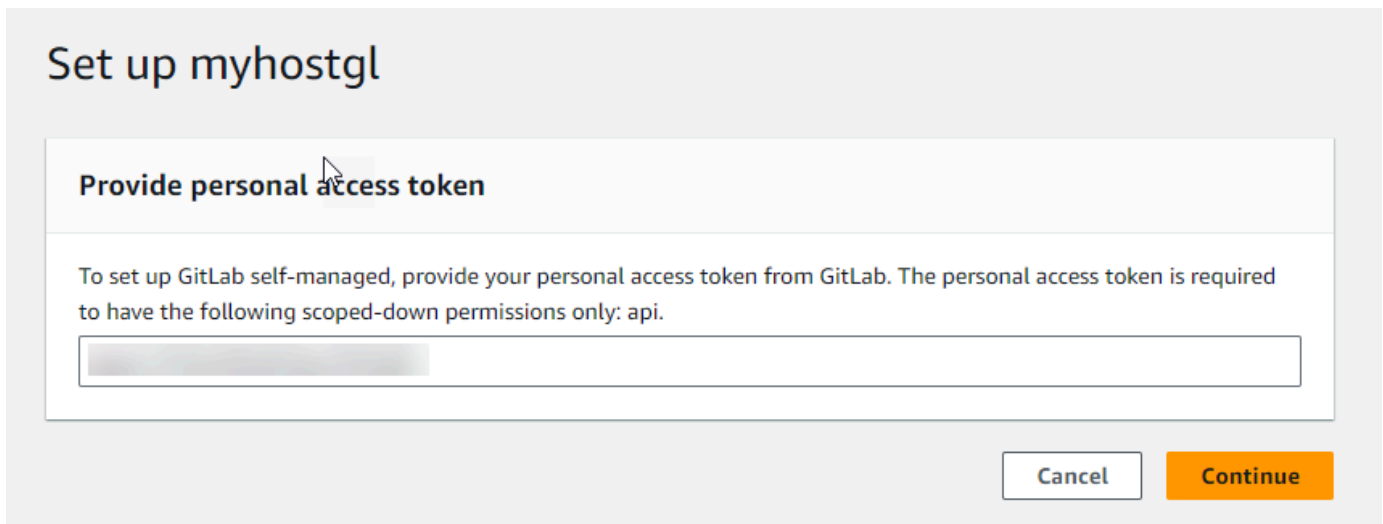 Set up myhostgl
Provide personal access token
To set up GitLab self-managed, provide your personal access token from GitLab. The personal access token is required
to have the following scoped-down permissions only: api.
Cancel
Continue